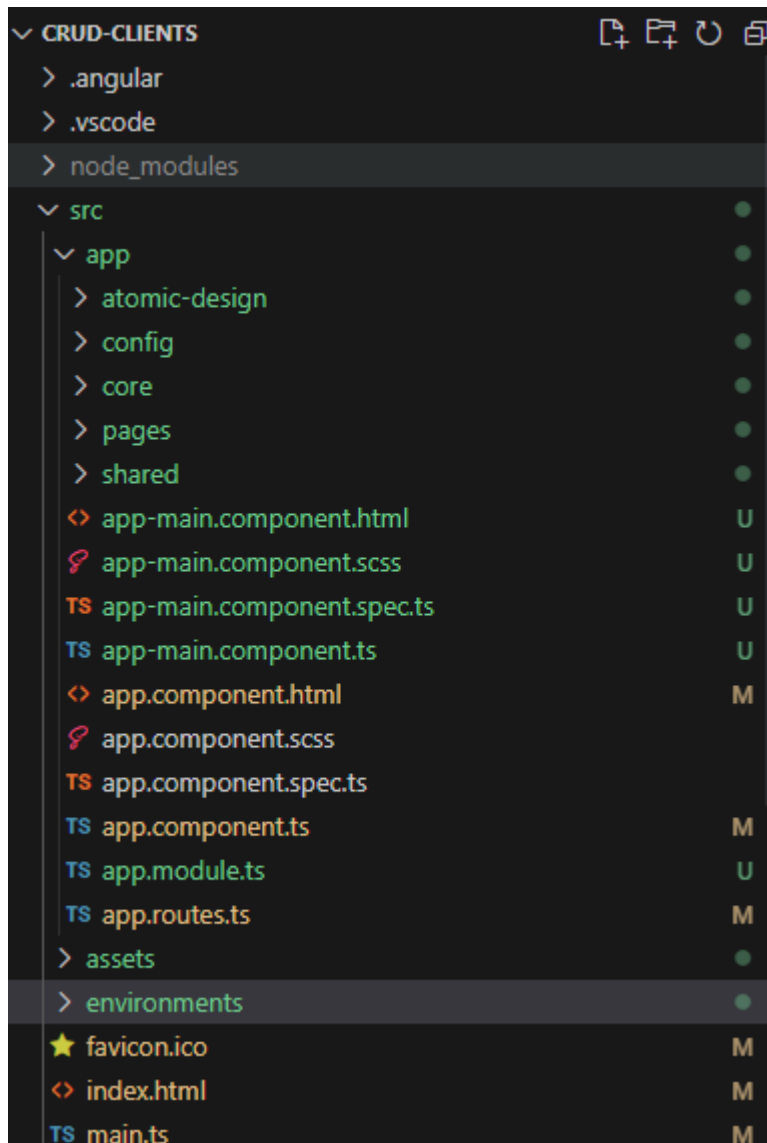 CRUD-CLIENTS
.angular
.vscode
node_modules
src
app
atomic-design
config
core
pages
shared
<> app-main.component.html U
app-main.component.scss U
TS app-main.component.spec.ts U
TS app-main.component.ts U
<> app.component.html M
app.component.scss
TS app.component.spec.ts
TS app.component.ts M
TS app.module.ts U
TS app.routes.ts M
assets
environments
favicon.ico M
<> index.html M
TS main.ts M